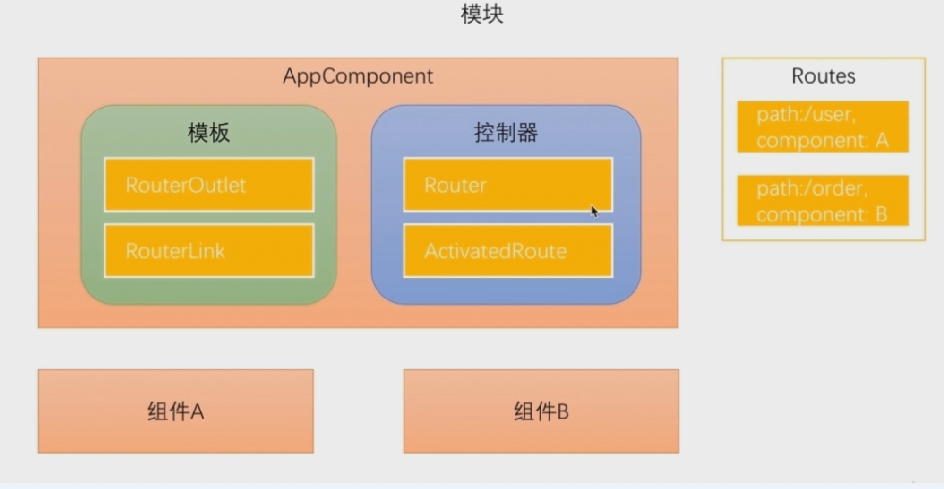 模块
AppComponent
模板
RouterOutlet
RouterLink
控制器
Router
ActivatedRoute
Routes
path:/user,
component: A
path:/order,
component: B
组件A
组件B